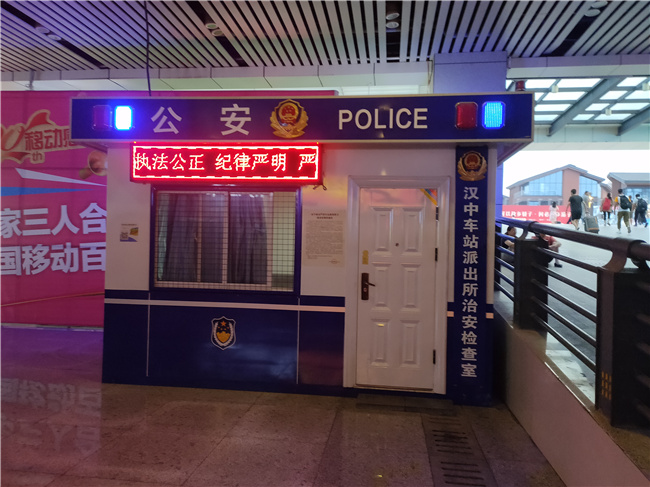 公安 POLICE
执法公正 纪律严明 严
汉中车站派出所治安检查室
移动感
家三人合
国移动百